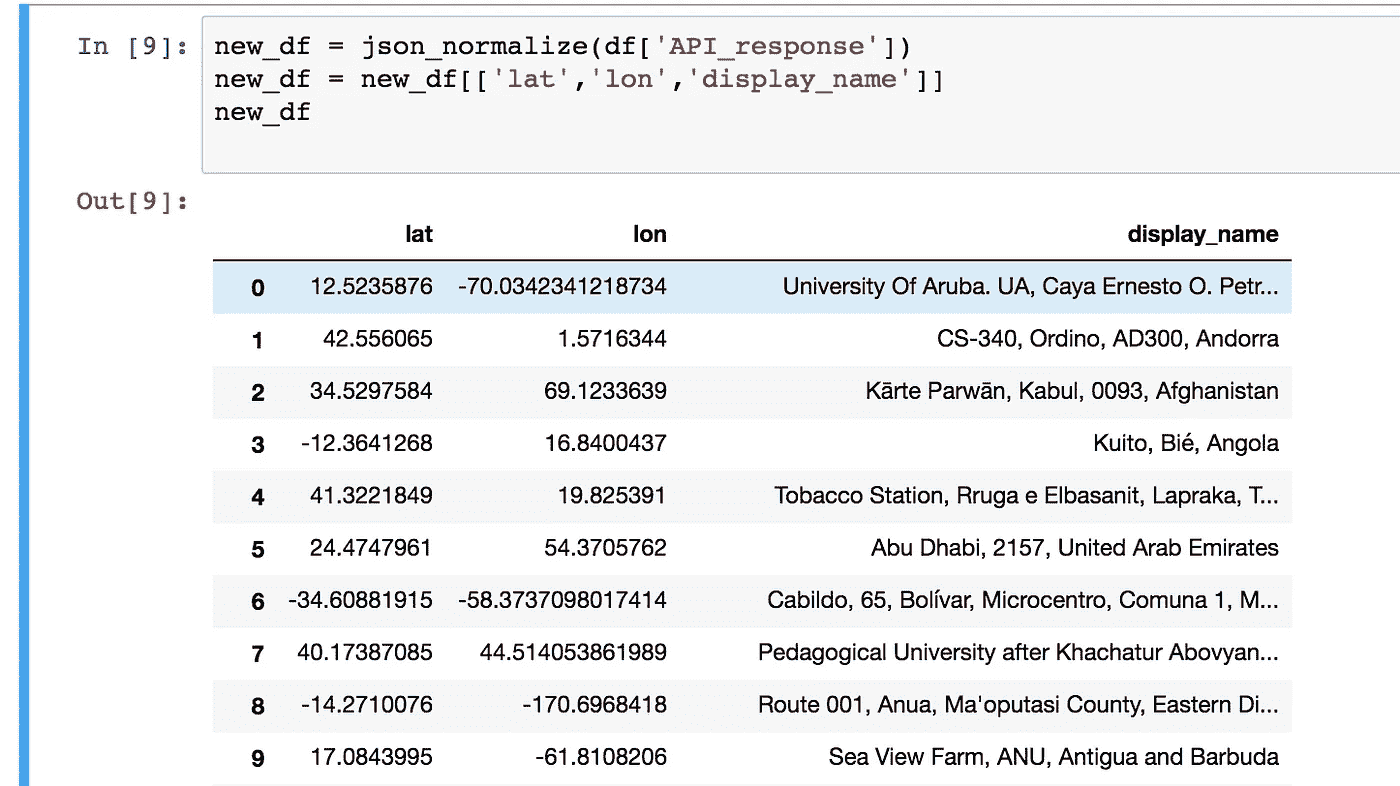 In [9]: new_df = json_normalize(df['API_response'])
new_df = new_df[['lat','lon','display_name']]
new_df
Out[9]:
lat lon display_name
0 12.5235876 -70.0342341218734 University Of Aruba. UA, Caya Ernesto O. Petr...
1 42.556065 1.5716344 CS-340, Ordino, AD300, Andorra
2 34.5297584 69.1233639 Kārte Parwān, Kabul, 0093, Afghanistan
3 -12.3641268 16.8400437 Kuito, Bié, Angola
4 41.3221849 19.825391 Tobacco Station, Rruga e Elbasanit, Lapraka, T...
5 24.4747961 54.3705762 Abu Dhabi, 2157, United Arab Emirates
6 -34.60881915 -58.3737098017414 Cabildo, 65, Bolívar, Microcentro, Comuna 1, M...
7 40.17387085 44.514053861989 Pedagogical University after Khachatur Abovyan...
8 -14.2710076 -170.6968418 Route 001, Anua, Ma'oputasi County, Eastern Di...
9 17.0843995 -61.8108206 Sea View Farm, ANU, Antigua and Barbuda